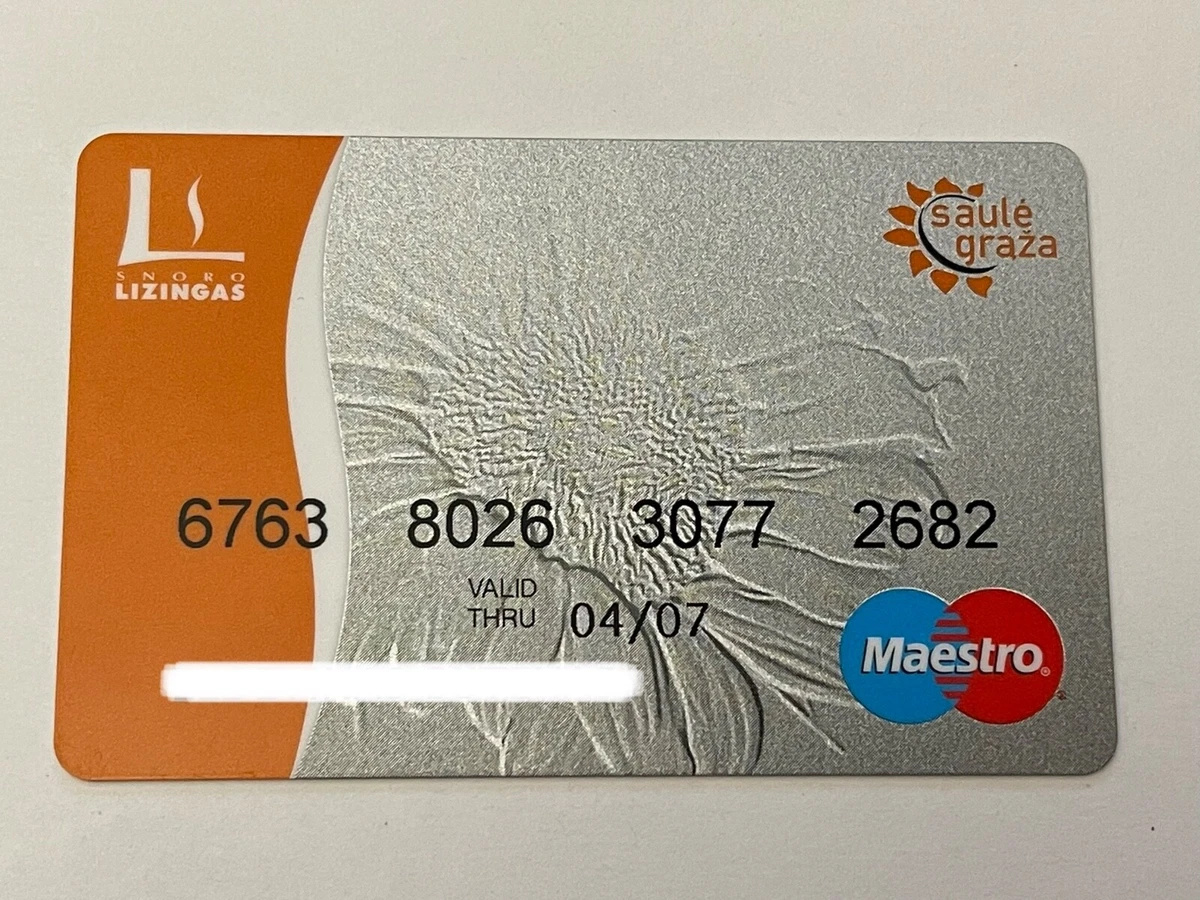 SNORO
LIZINGAS
saulė
grąža
6763 8026 3077 2682
VALID
THRU 04/07
Maestro®